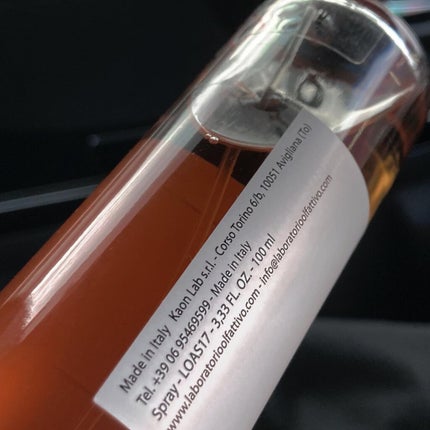 Made in Italy Kaon Lab s.r.l. - Corso Torino 6/b, 10051 Avigliana (To)
Tel. +39 06 95469599 - Made in Italy
Spray - LOAS17 - 3,33 FL OZ - 100 ml
www.laboratorioolfattivo.com - info@laboratorioolfattivo.com